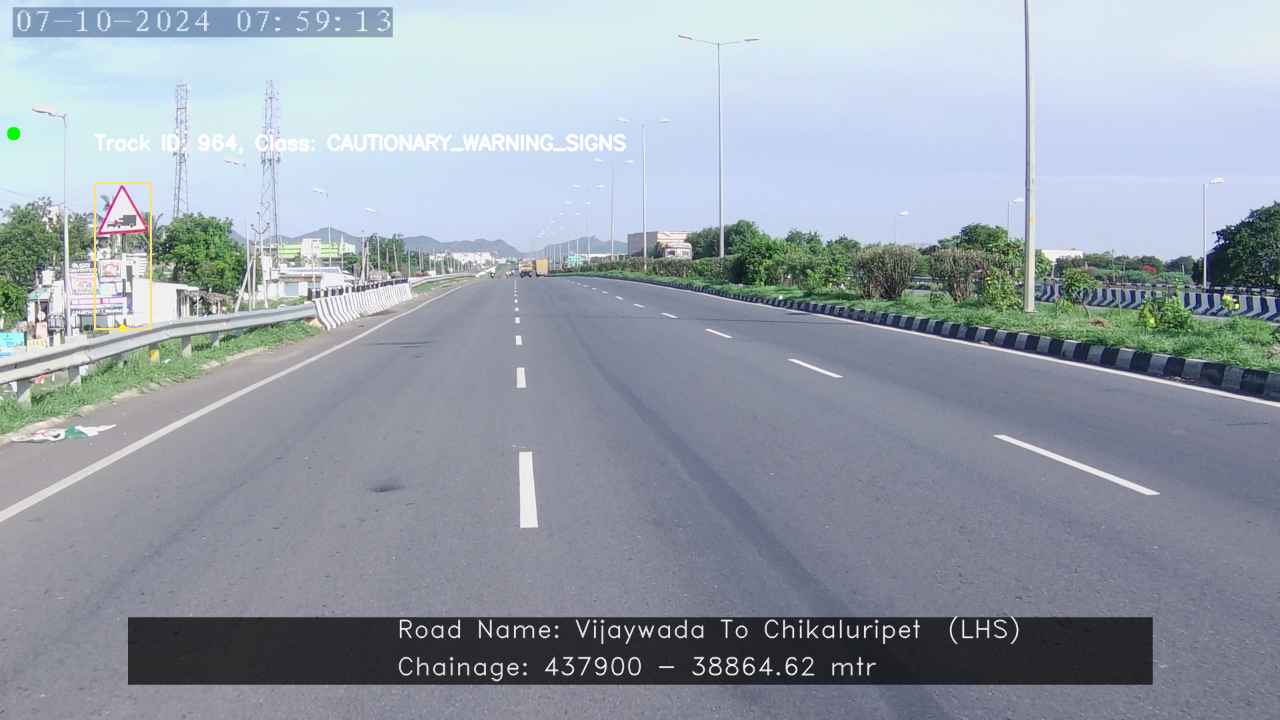 07-10-2024 07:59:13
Track ID: 964, Class: CAUTIONARY_WARNING_SIGNS
Road Name: Vijaywada To Chikaluripet (LHS)
Chainage: 437900 - 38864.62 mtr